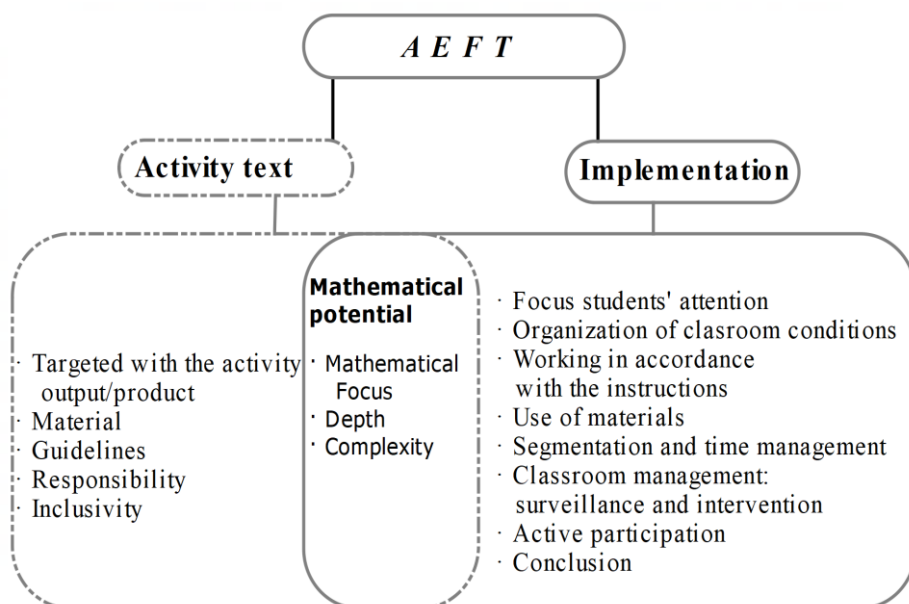 A E F T
Activity text
Implementation
· Targeted with the activity
output/product
· Material
· Guidelines
· Responsibility
· Inclusivity
Mathematical
potential
· Mathematical
Focus
· Depth
· Complexity
· Focus students' attention
· Organization of clasroom conditions
· Working in accordance
with the instructions
· Use of materials
· Segmentation and time management
· Classroom management:
surveillance and intervention
· Active participation
· Conclusion